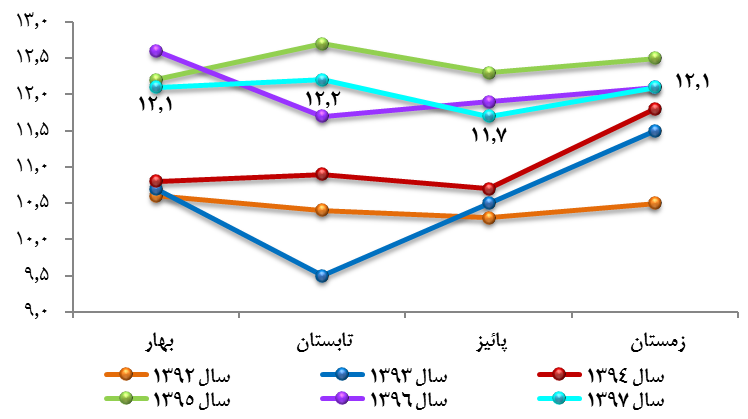 ۱۳,۰
۱۲,۵
۱۲,۰
۱۱,۵
۱۱,۰
۱۰,۵
۱۰,۰
۹,۵
۹,۰
۱۲,۱
۱۲,۲
۱۱,۷
۱۲,۱
بهار
تابستان
پائیز
زمستان
سال ۱۳۹۲
سال ۱۳۹۳
سال ۱۳۹٤
سال ۱۳۹۵
سال ۱۳۹٦
سال ۱۳۹۷